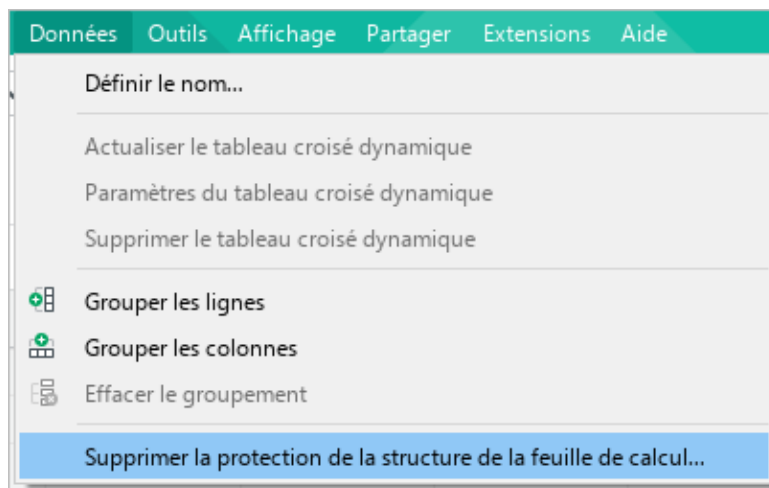 Données Outils Affichage Partager Extensions Aide
Définir le nom...
Actualiser le tableau croisé dynamique
Paramètres du tableau croisé dynamique
Supprimer le tableau croisé dynamique
Grouper les lignes
Grouper les colonnes
Effacer le groupement
Supprimer la protection de la structure de la feuille de calcul...